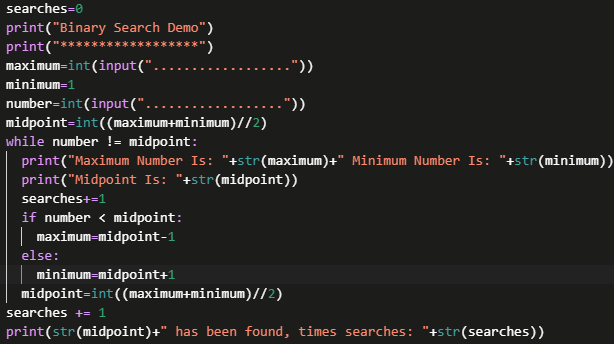 searches=0
print("Binary Search Demo")
print("******************")
maximum=int(input(".................."))
minimum=1
number=int(input(".................."))
midpoint=int((maximum+minimum)//2)
while number != midpoint:
  print("Maximum Number Is: "+str(maximum)+" Minimum Number Is: "+str(minimum))
  print("Midpoint Is: "+str(midpoint))
  searches+=1
  if number < midpoint:
    maximum=midpoint-1
  else:
    minimum=midpoint+1
  midpoint=int((maximum+minimum)//2)
searches += 1
print(str(midpoint)+" has been found, times searches: "+str(searches))